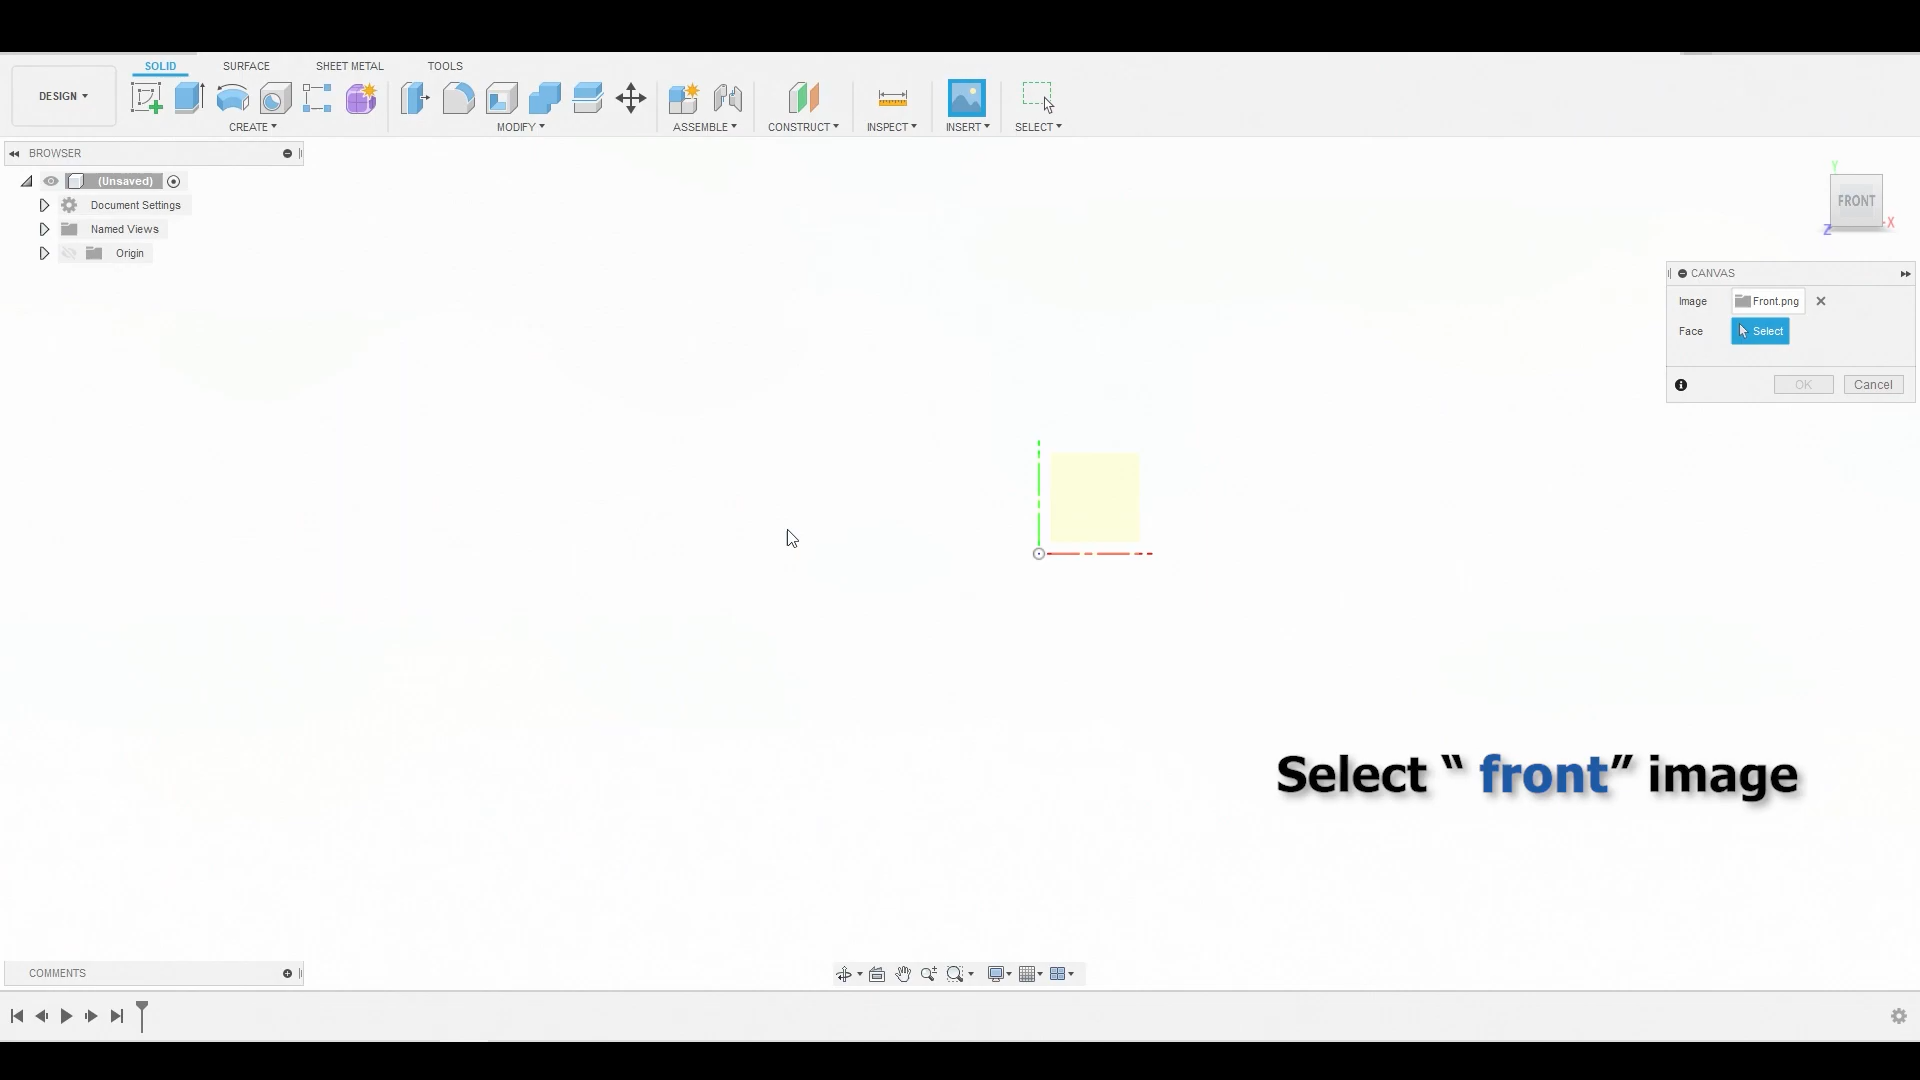 SOLID SURFACE SHEET METAL TOOLS
DESIGN
CREATE MODIFY ASSEMBLE CONSTRUCT INSPECT INSERT SELECT
BROWSER
(Unsaved)
Document Settings
Named Views
Origin
Y
FRONT
X
Z
CANVAS
Image Front.png
Face Select
OK Cancel
Select “ front” image
COMMENTS